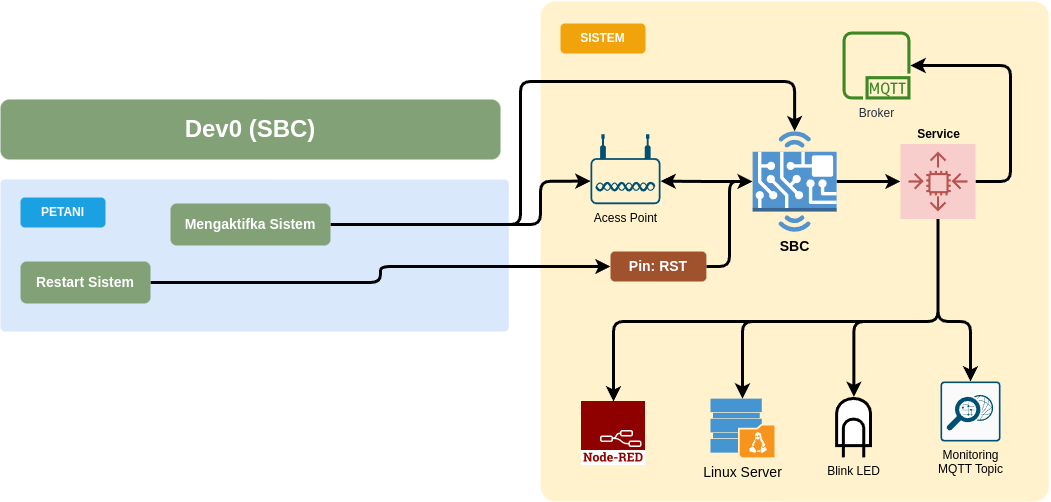 SISTEM
MQTT
Broker
Dev0 (SBC)
Service
PETANI
Mengaktifka Sistem
Acess Point
SBC
Restart Sistem
Pin: RST
Node-RED
Linux Server
Blink LED
Monitoring
MQTT Topic